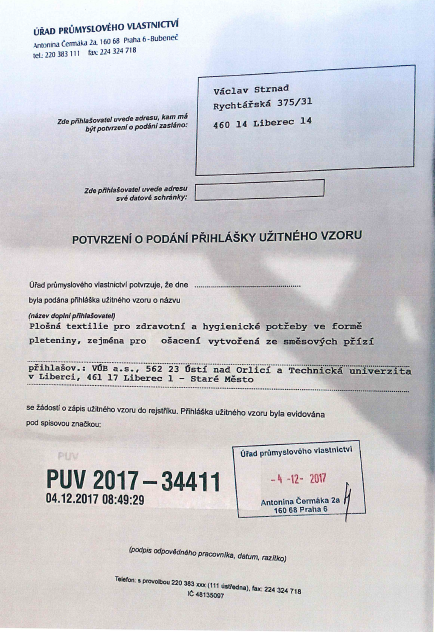 ÚŘAD PRŮMYSLOVÉHO VLASTNICTVÍ
Antonína Čermáka 2a, 160 68 Praha 6 - Bubeneč
tel.: 220 383 111 fax: 224 324 718
Zde přihlašovatel uvede adresu, kam má
být potvrzení o podání zasláno:
Václav Strnad
Rychtářská 375/31
460 14 Liberec 14
Zde přihlašovatel uvede adresu
své datové schránky:
POTVRZENÍ O PODÁNÍ PŘIHLÁŠKY UŽITNÉHO VZORU
Úřad průmyslového vlastnictví potvrzuje, že dne
byla podána přihláška užitného vzoru o názvu
(název doplní přihlašovatel)
Plošná textilie pro zdravotní a hygienické potřeby ve formě
pleteniny, zejména pro ošacení vytvořená ze směsových přízí
přihlašov.: VÚB a.s., 562 23 Ústí nad Orlicí a Technická univerzita
v Liberci, 461 17 Liberec 1 - Staré Město
se žádostí o zápis užitného vzoru do rejstříku. Přihláška užitného vzoru byla evidována
pod spisovou značkou:
PUV
PUV 2017-34411
04.12.2017 08:49:29
Úřad průmyslového vlastnictví
-4-12-2017
Antonína Čermáka 2a
160 68 Praha 6
(podpis odpovědného pracovníka, datum, razítko)
Telefon: s provolbou 220 383 xxx (111 ústředna), fax: 224 324 718
IČ 48135097